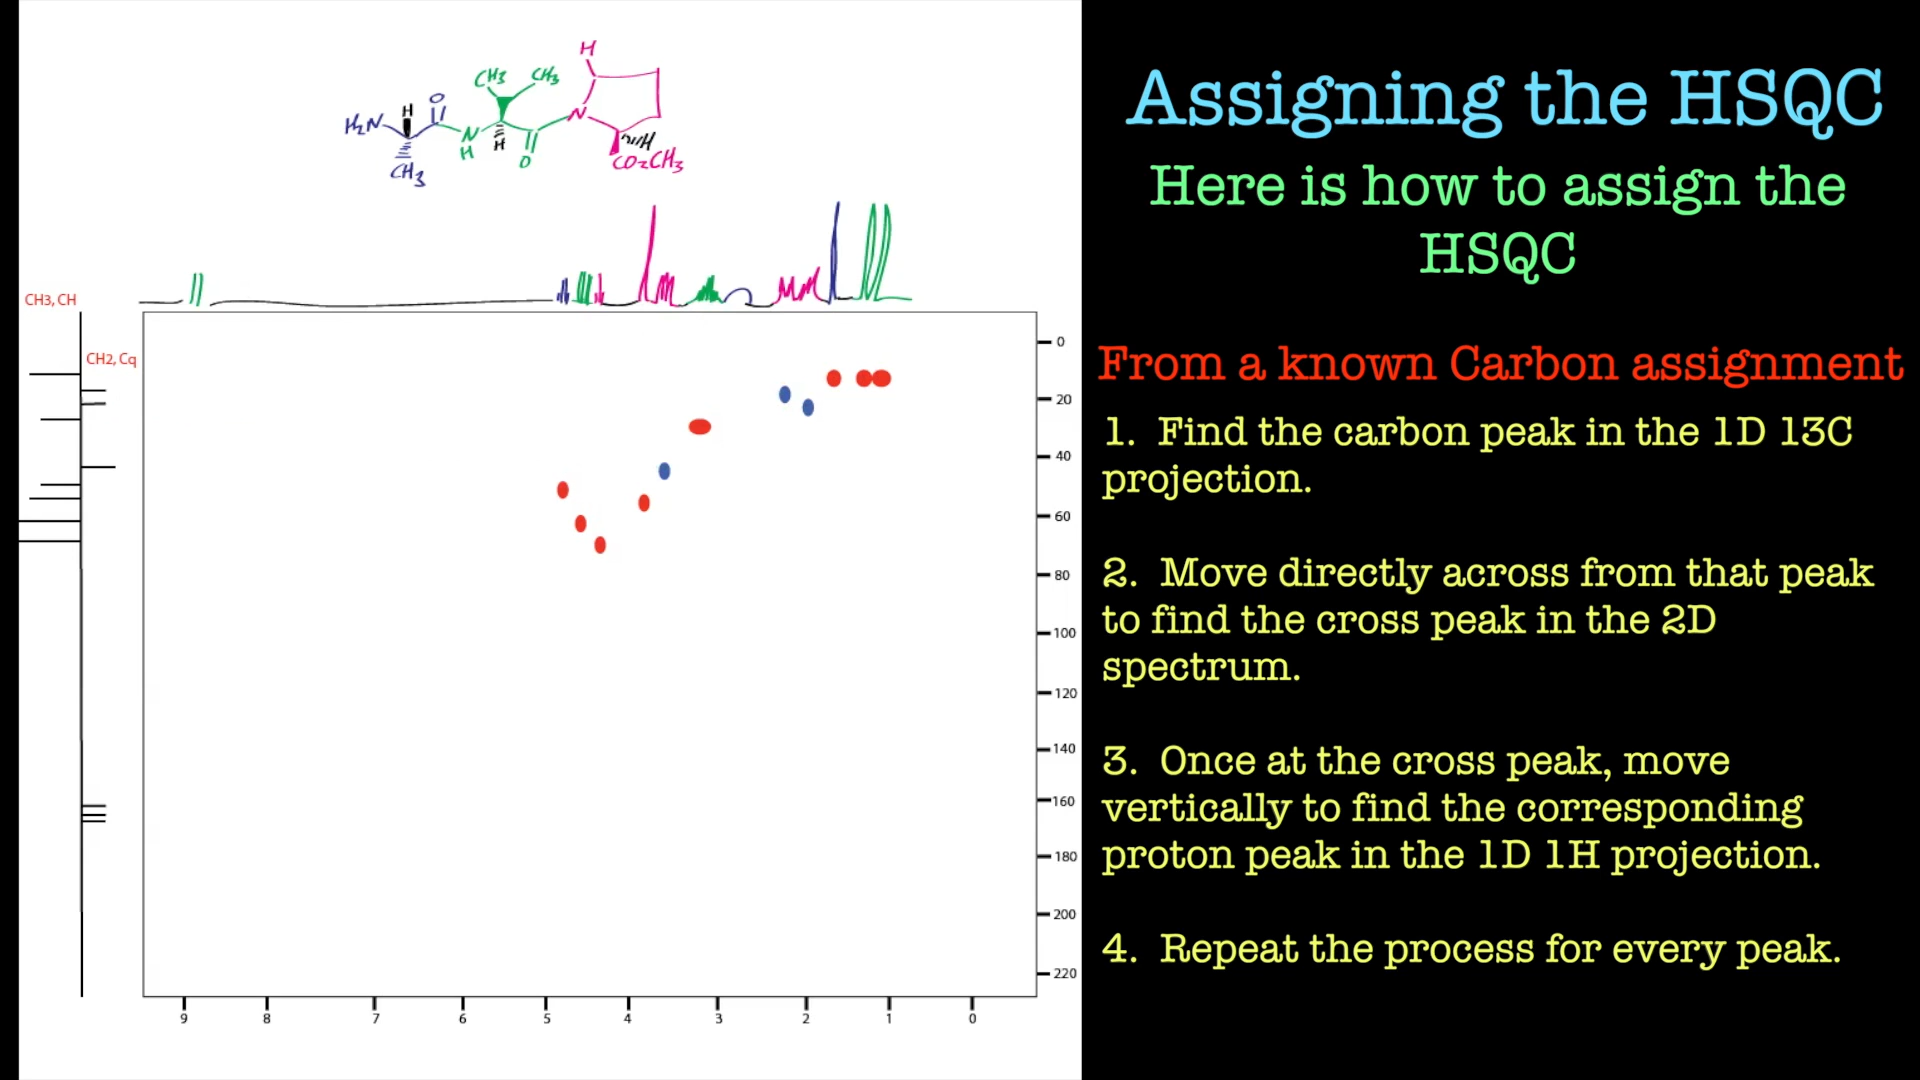 Assigning the HSQC
Here is how to assign the
HSQC
From a known Carbon assignment
1. Find the carbon peak in the 1D 13C
projection.
2. Move directly across from that peak
to find the cross peak in the 2D
spectrum.
3. Once at the cross peak, move
vertically to find the corresponding
proton peak in the 1D 1H projection.
4. Repeat the process for every peak.
H
CH3 CH3
H2N H O N H H O N H
CH3
CO2CH3
CH3, CH
CH2, Cq
0
20
40
60
80
100
120
140
160
180
200
220
9 8 7 6 5 4 3 2 1 0